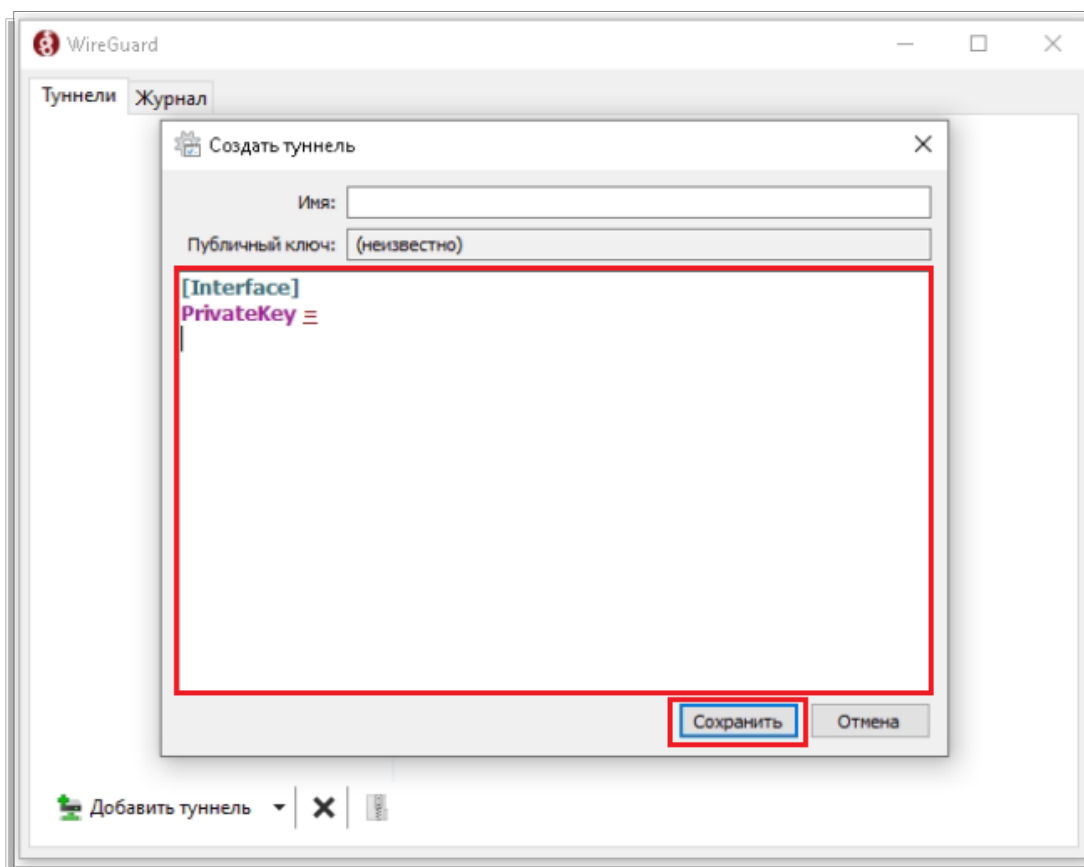 WireGuard
Туннели Журнал
Создать туннель
Имя:
Публичный ключ: (неизвестно)
[Interface]
PrivateKey =
Сохранить Отмена
Добавить туннель